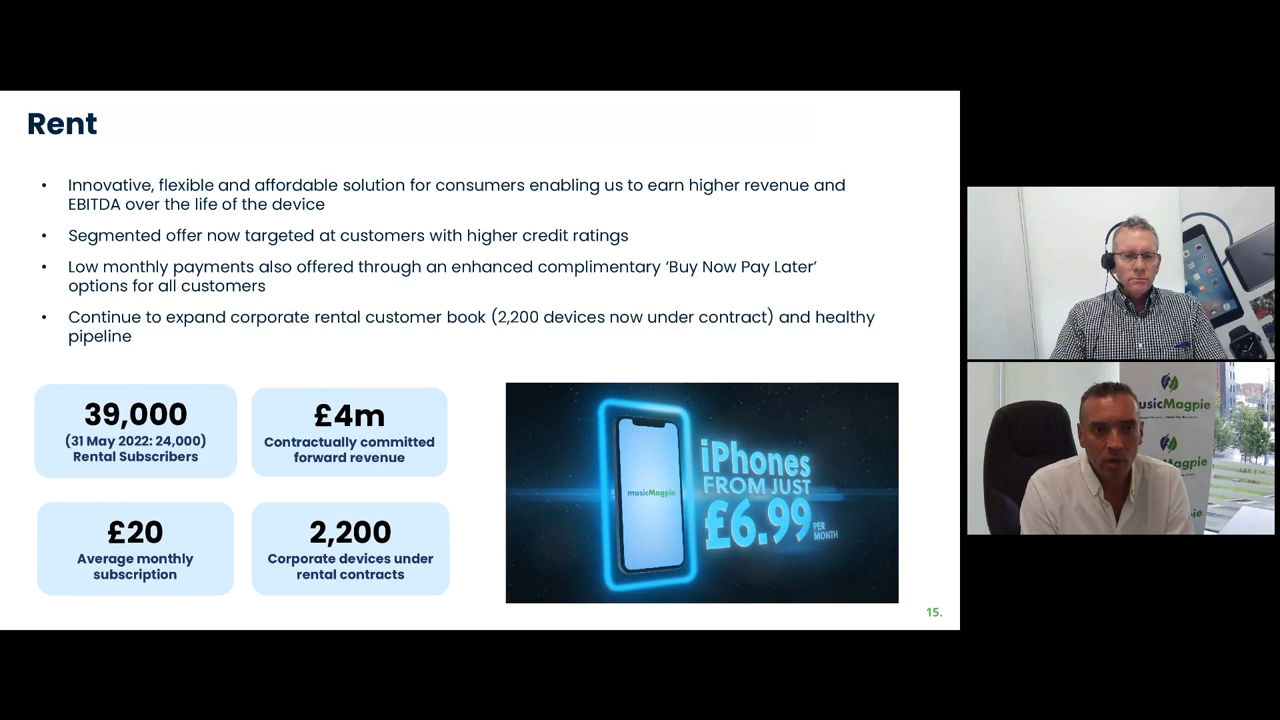 Rent
• Innovative, flexible and affordable solution for consumers enabling us to earn higher revenue and
EBITDA over the life of the device
• Segmented offer now targeted at customers with higher credit ratings
• Low monthly payments also offered through an enhanced complimentary ‘Buy Now Pay Later’
options for all customers
• Continue to expand corporate rental customer book (2,200 devices now under contract) and healthy
pipeline
39,000
(31 May 2022: 24,000)
Rental Subscribers
£4m
Contractually committed
forward revenue
£20
Average monthly
subscription
2,200
Corporate devices under
rental contracts
musicMagpie
iPhones
FROM JUST
£6.99
PER
MONTH
15.
usicMagpie
Magpie
pie